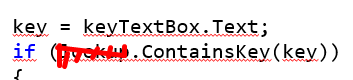 key = keyTextBox.Text;
if (.ContainsKey(key))
{